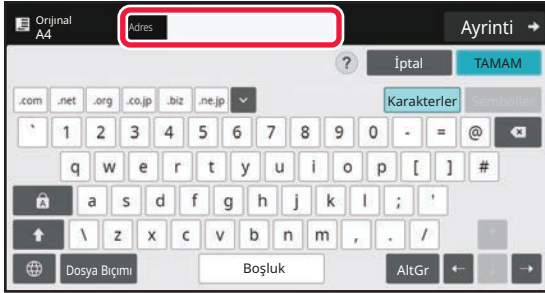 Orijinal
A4
Adres
Ayrinti
? İptal TAMAM
.com .net .org .co.jp .biz .ne.jp Karakterler Semboller
` 1 2 3 4 5 6 7 8 9 0 - = @
q w e r t y u i o p [ ] #
A a s d f g h j k l ; '
\ z x c v b n m , . /
Dosya Bıçımı Boşluk AltGr